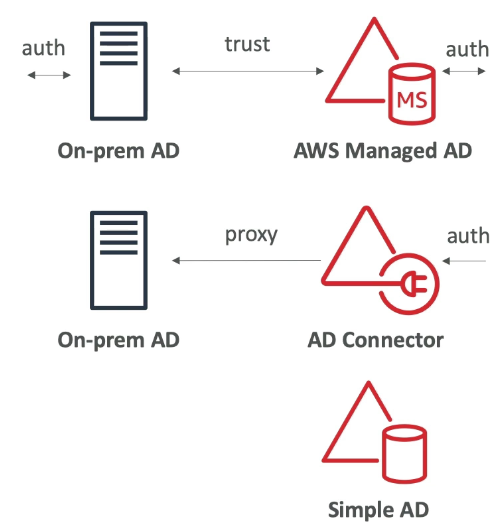 auth
trust
auth
MS
On-prem AD
AWS Managed AD
proxy
auth
On-prem AD
AD Connector
Simple AD